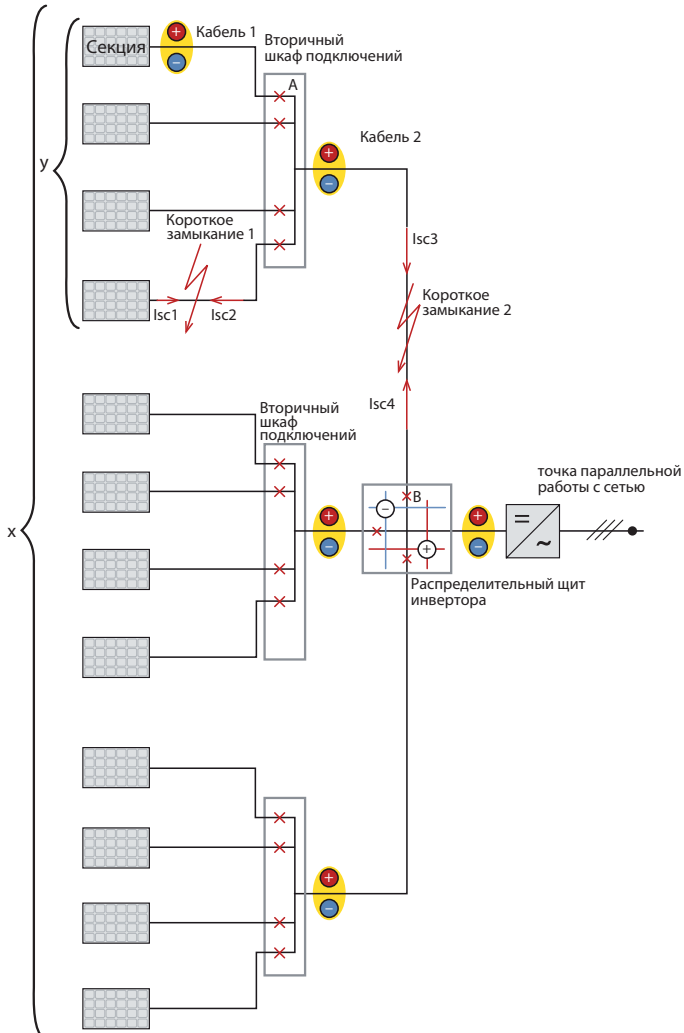 Секция
Кабель 1
Вторичный
шкаф подключений
A
y
Кабель 2
Короткое
замыкание 1
Isc3
Isc1
Isc2
Короткое
замыкание 2
Isc4
Вторичный
шкаф
подключений
точка параллельной
работы с сетью
B
x
Распределительный щит
инвертора